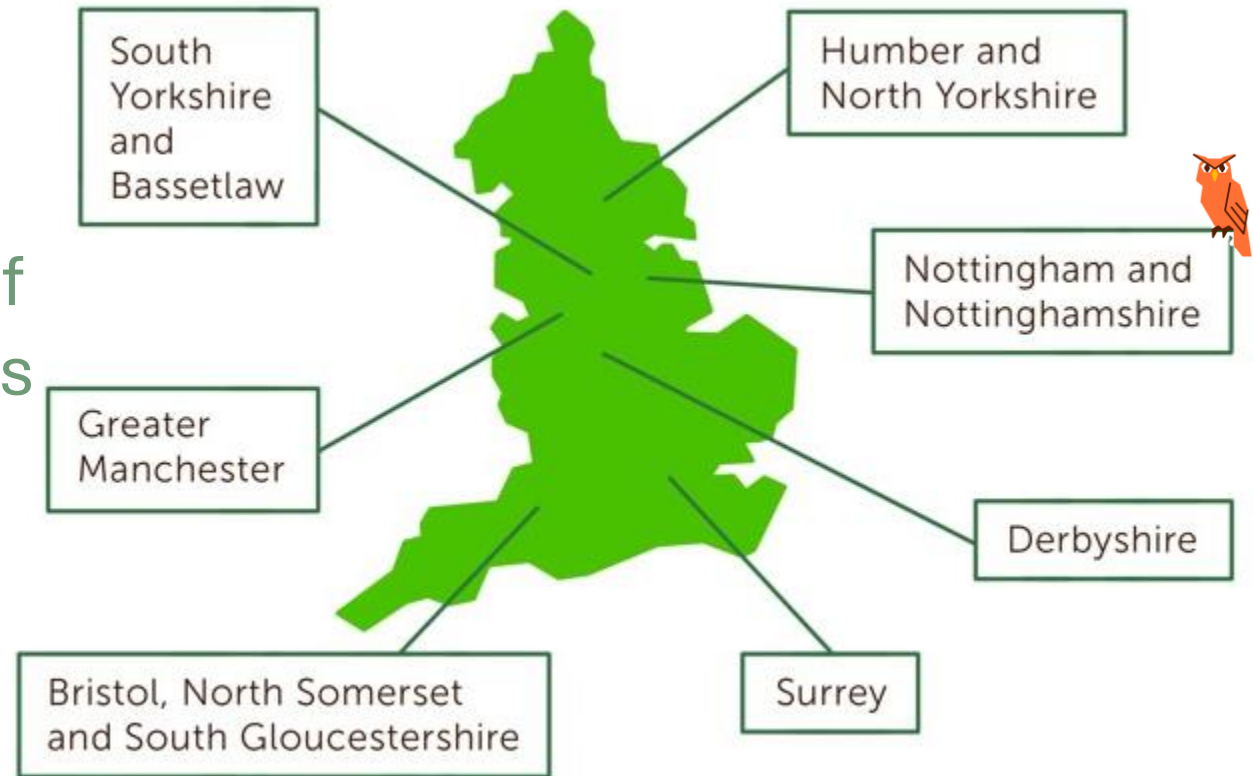 South
Yorkshire
and
Bassetlaw
Humber and
North Yorkshire
f
s
Nottingham and
Nottinghamshire
Greater
Manchester
Derbyshire
Bristol, North Somerset
and South Gloucestershire
Surrey